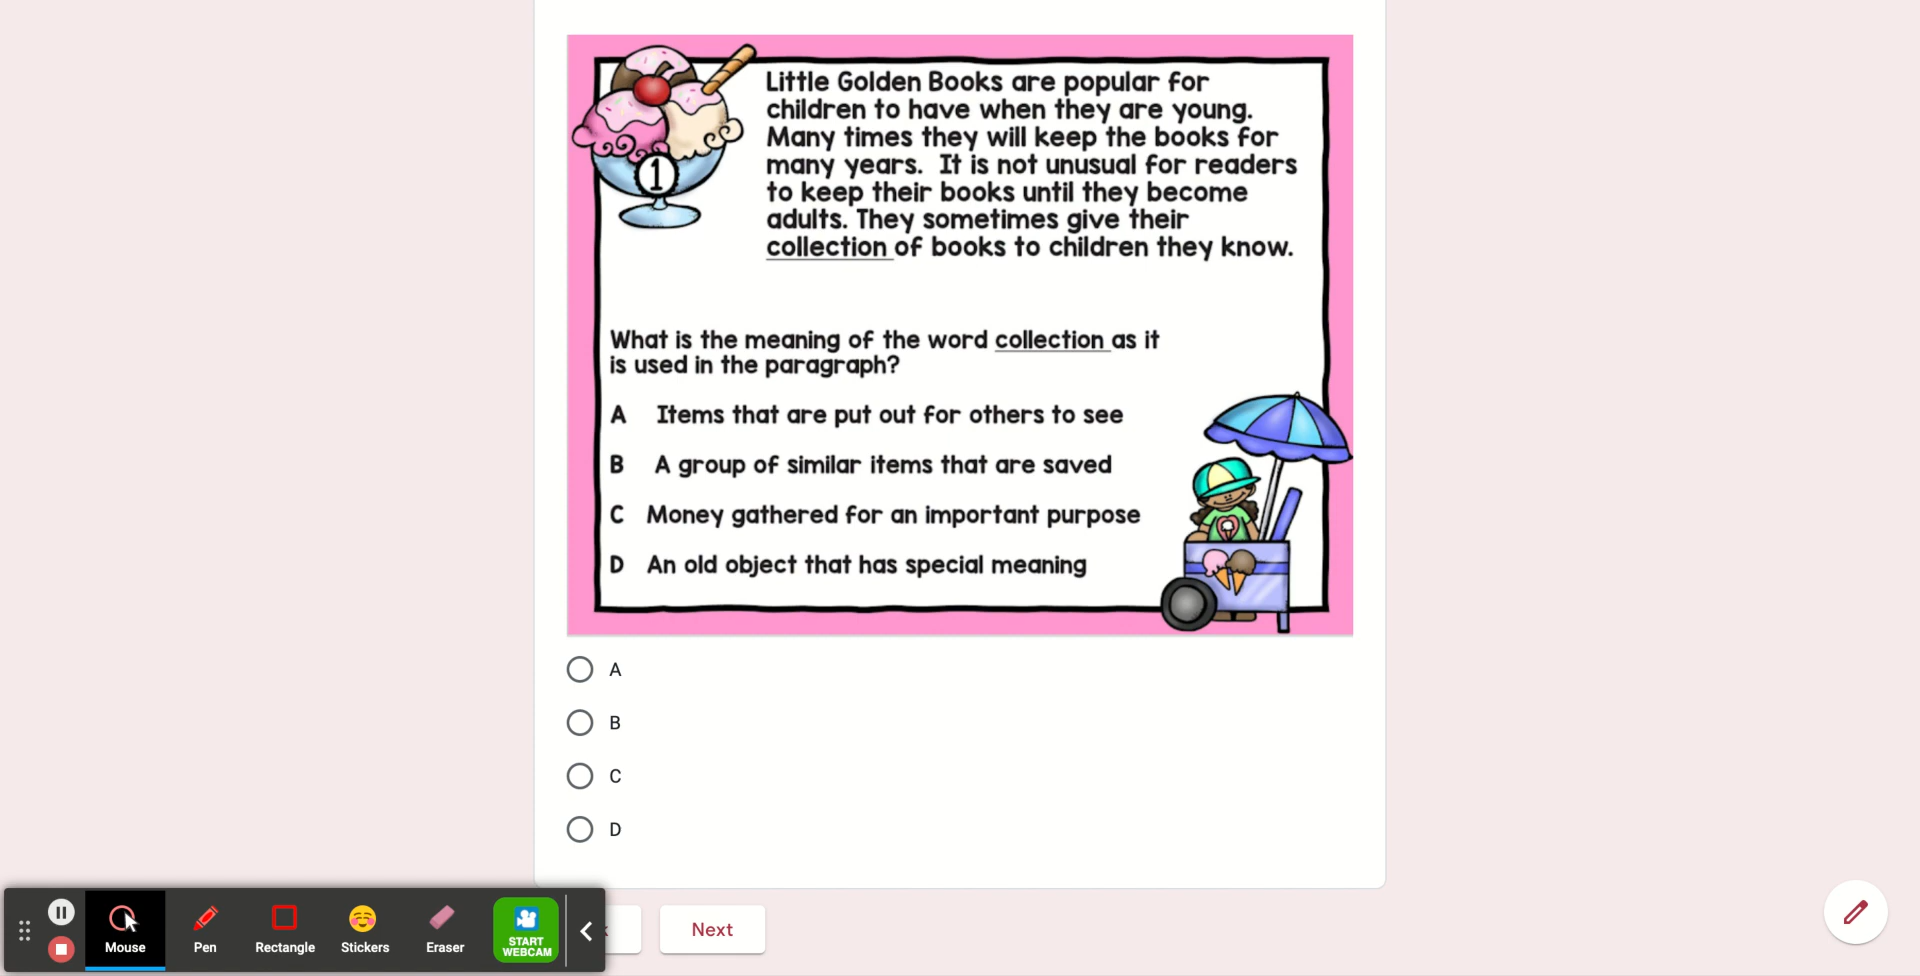 Little Golden Books are popular for
children to have when they are young.
Many times they will keep the books for
many years.  It is not unusual for readers
to keep their books until they become
adults. They sometimes give their
collection of books to children they know.
1
What is the meaning of the word collection as it
is used in the paragraph?
A Items that are put out for others to see
B A group of similar items that are saved
C Money gathered for an important purpose
D An old object that has special meaning
A
B
C
D
Next
Mouse
Pen
Rectangle
Stickers
Eraser
START
WEBCAM